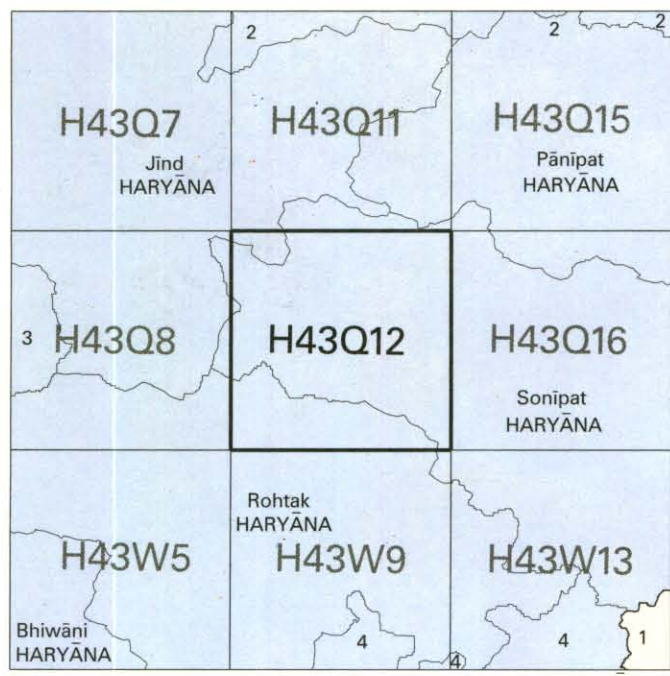 2
2
2
H43Q7
H43Q11
H43Q15
Jīnd
HARYĀNA
Pānīpat
HARYĀNA
3
H43Q8
H43Q12
H43Q16
Sonīpat
HARYĀNA
Rohtak
HARYĀNA
H43W5
H43W9
H43W13
Bhiwāni
HARYĀNA
4
4
4
1